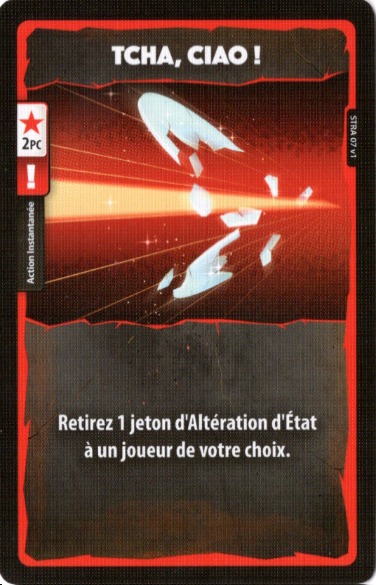 TCHA, CIAO !
STRA 07 v1
2PC
!
Action Instantanée
Retirez 1 jeton d'Altération d'État
à un joueur de votre choix.